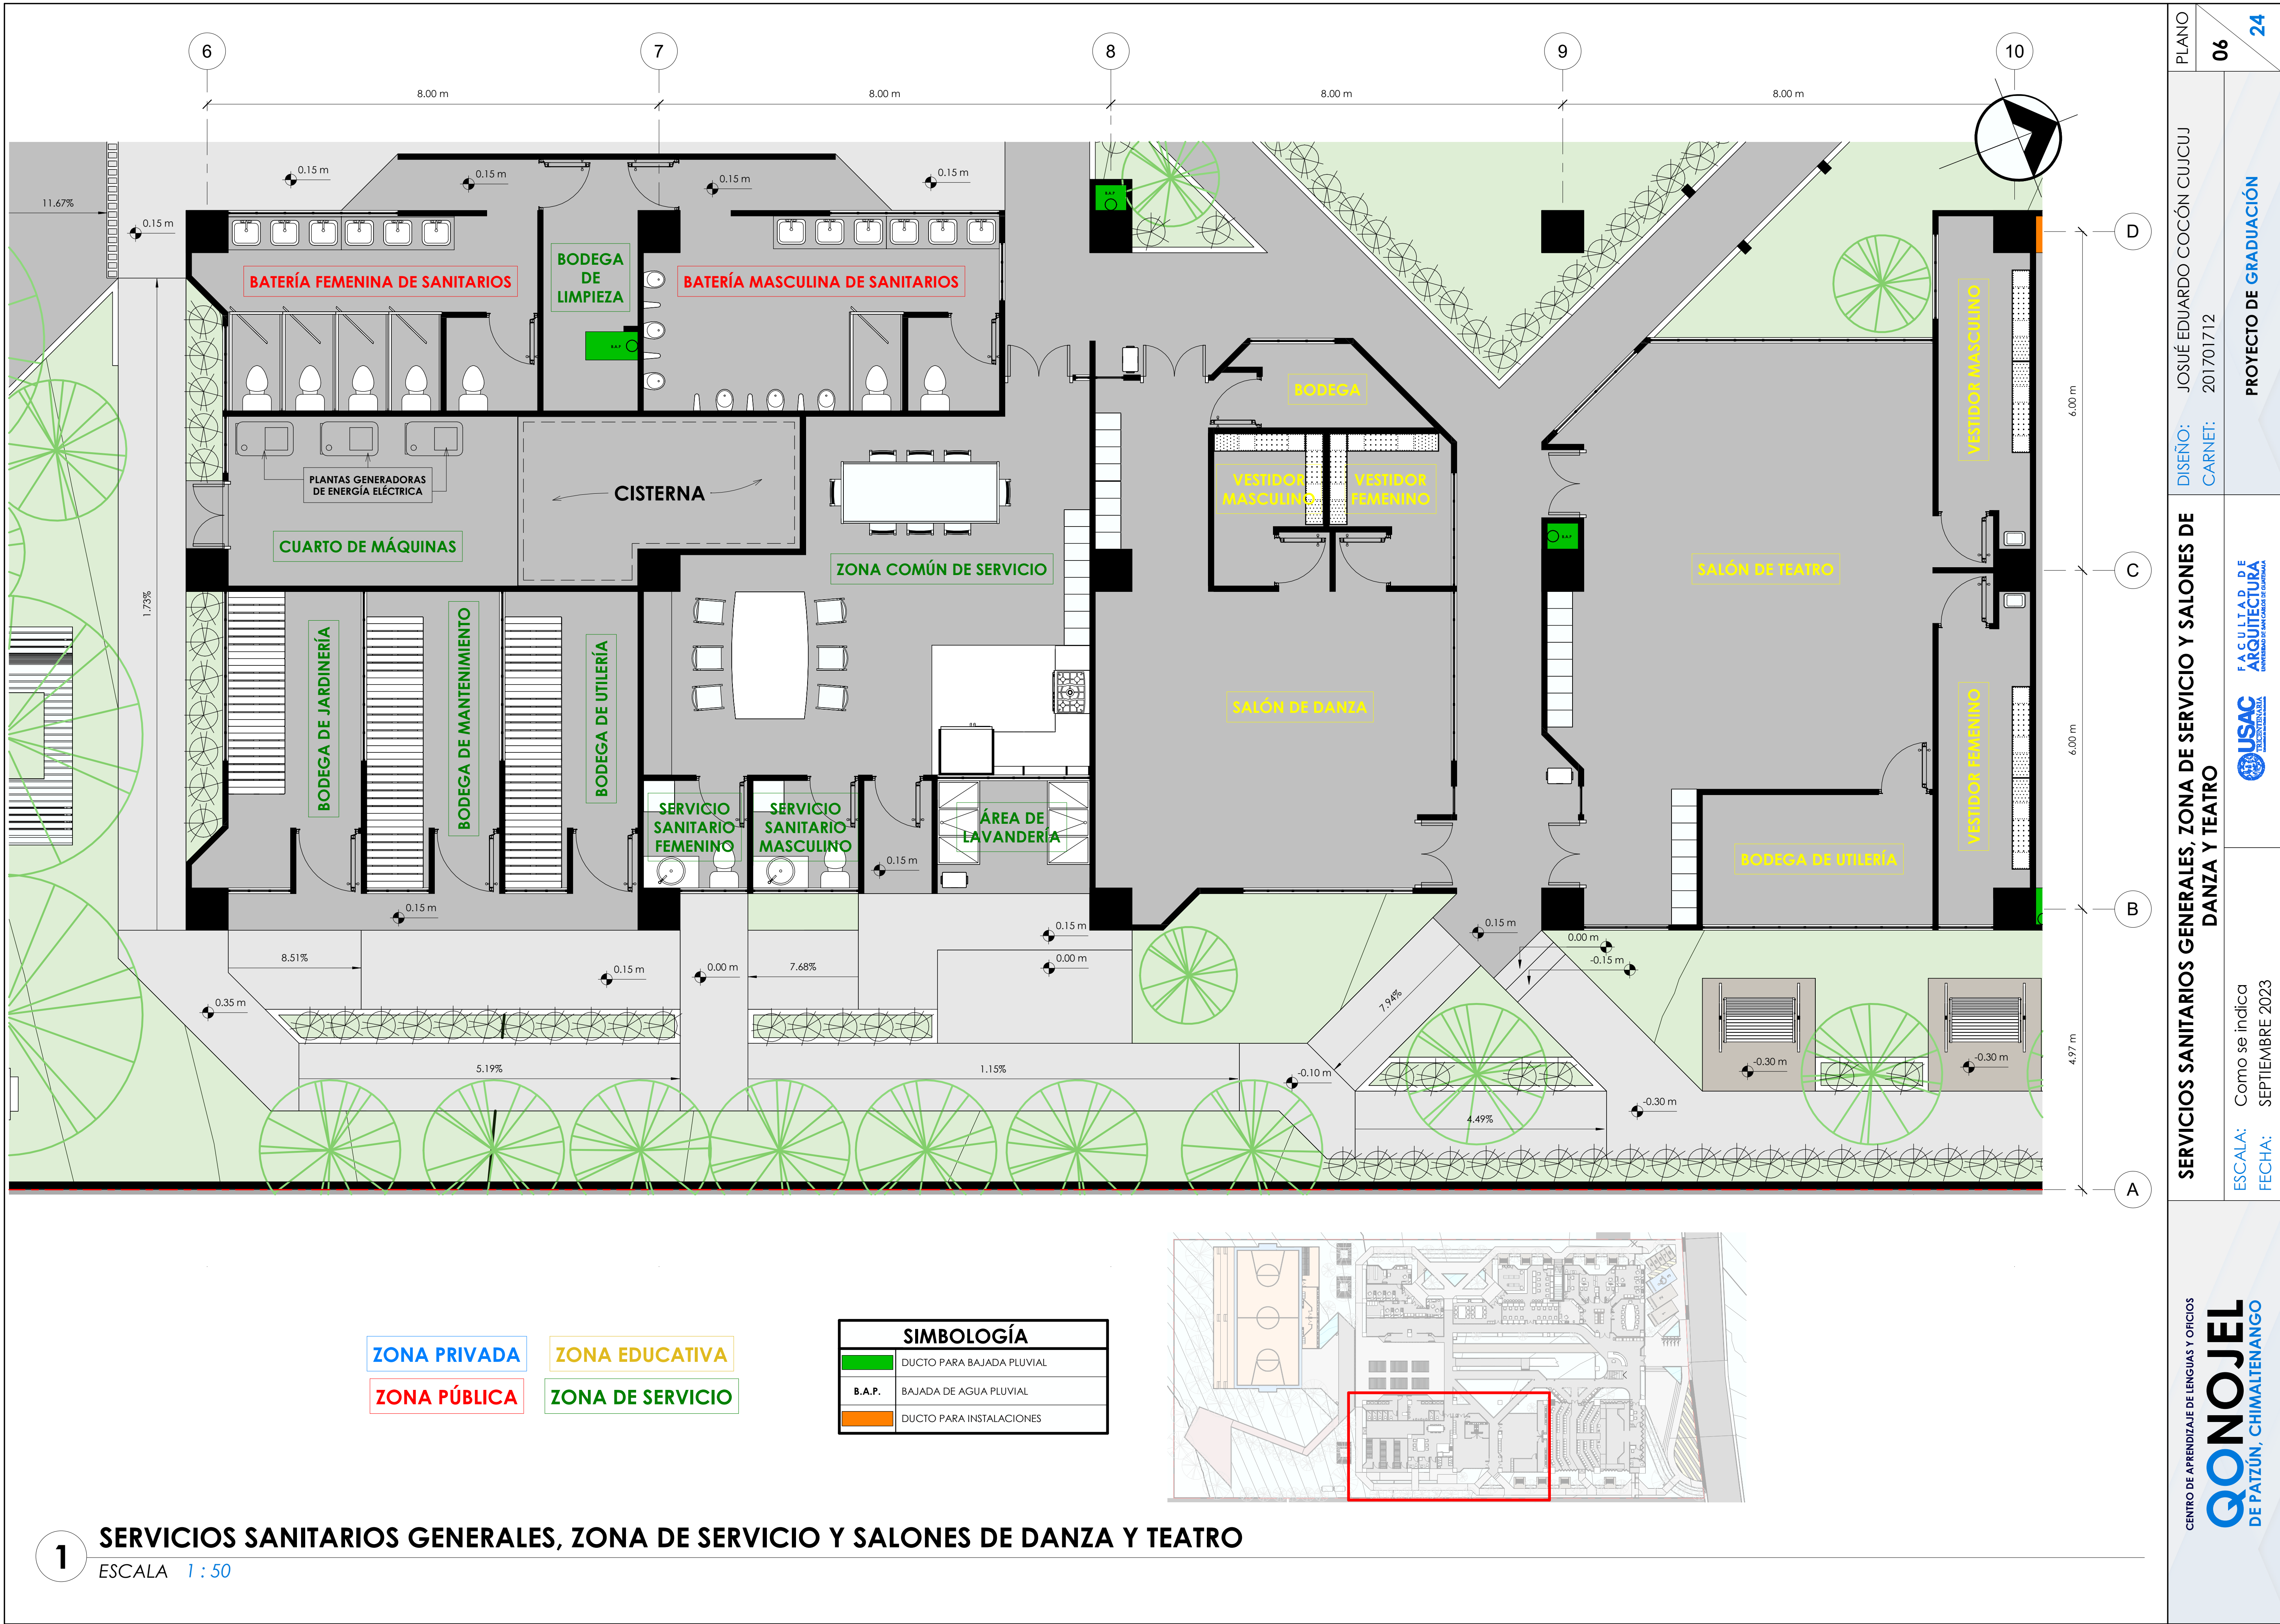 6
7
8
9
10
8.00 m
8.00 m
8.00 m
8.00 m
11.67%
0.15 m
0.15 m
0.15 m
0.15 m
0.15 m
B.A.P
D
BATERÍA FEMENINA DE SANITARIOS
BODEGA
DE
LIMPIEZA
BATERÍA MASCULINA DE SANITARIOS
B.A.P
VESTIDOR MASCULINO
BODEGA
6.00 m
PLANTAS GENERADORAS
DE ENERGÍA ELÉCTRICA
CISTERNA
VESTIDOR
MASCULINO
VESTIDOR
FEMENINO
CUARTO DE MÁQUINAS
B.A.P
ZONA COMÚN DE SERVICIO
SALÓN DE TEATRO
C
1.73%
BODEGA DE JARDINERÍA
BODEGA DE MANTENIMIENTO
BODEGA DE UTILERÍA
SALÓN DE DANZA
6.00 m
VESTIDOR FEMENINO
SERVICIO
SANITARIO
FEMENINO
SERVICIO
SANITARIO
MASCULINO
ÁREA DE
LAVANDERÍA
BODEGA DE UTILERÍA
0.15 m
0.15 m
B
0.15 m
0.15 m
0.00 m
-0.15 m
8.51%
0.15 m
0.00 m
7.68%
0.00 m
0.35 m
7.94%
4.97 m
5.19%
1.15%
-0.10 m
-0.30 m
-0.30 m
-0.30 m
4.49%
A
ZONA PRIVADA
ZONA EDUCATIVA
ZONA PÚBLICA
ZONA DE SERVICIO
SIMBOLOGÍA
DUCTO PARA BAJADA PLUVIAL
B.A.P. BAJADA DE AGUA PLUVIAL
DUCTO PARA INSTALACIONES
1
SERVICIOS SANITARIOS GENERALES, ZONA DE SERVICIO Y SALONES DE DANZA Y TEATRO
ESCALA 1 : 50
PLANO
06
24
DISEÑO: JOSUÉ EDUARDO COCÓN CUJCUJ
CARNET: 201701712
PROYECTO DE GRADUACIÓN
SERVICIOS SANITARIOS GENERALES, ZONA DE SERVICIO Y SALONES DE
DANZA Y TEATRO
USAC
TRICENTENARIA
FACULTAD DE
ARQUITECTURA
UNIVERSIDAD DE SAN CARLOS DE GUATEMALA
ESCALA: Como se indica
FECHA: SEPTIEMBRE 2023
CENTRO DE APRENDIZAJE DE LENGUAS Y OFICIOS
QONOJEL
DE PATZÚN, CHIMALTENANGO